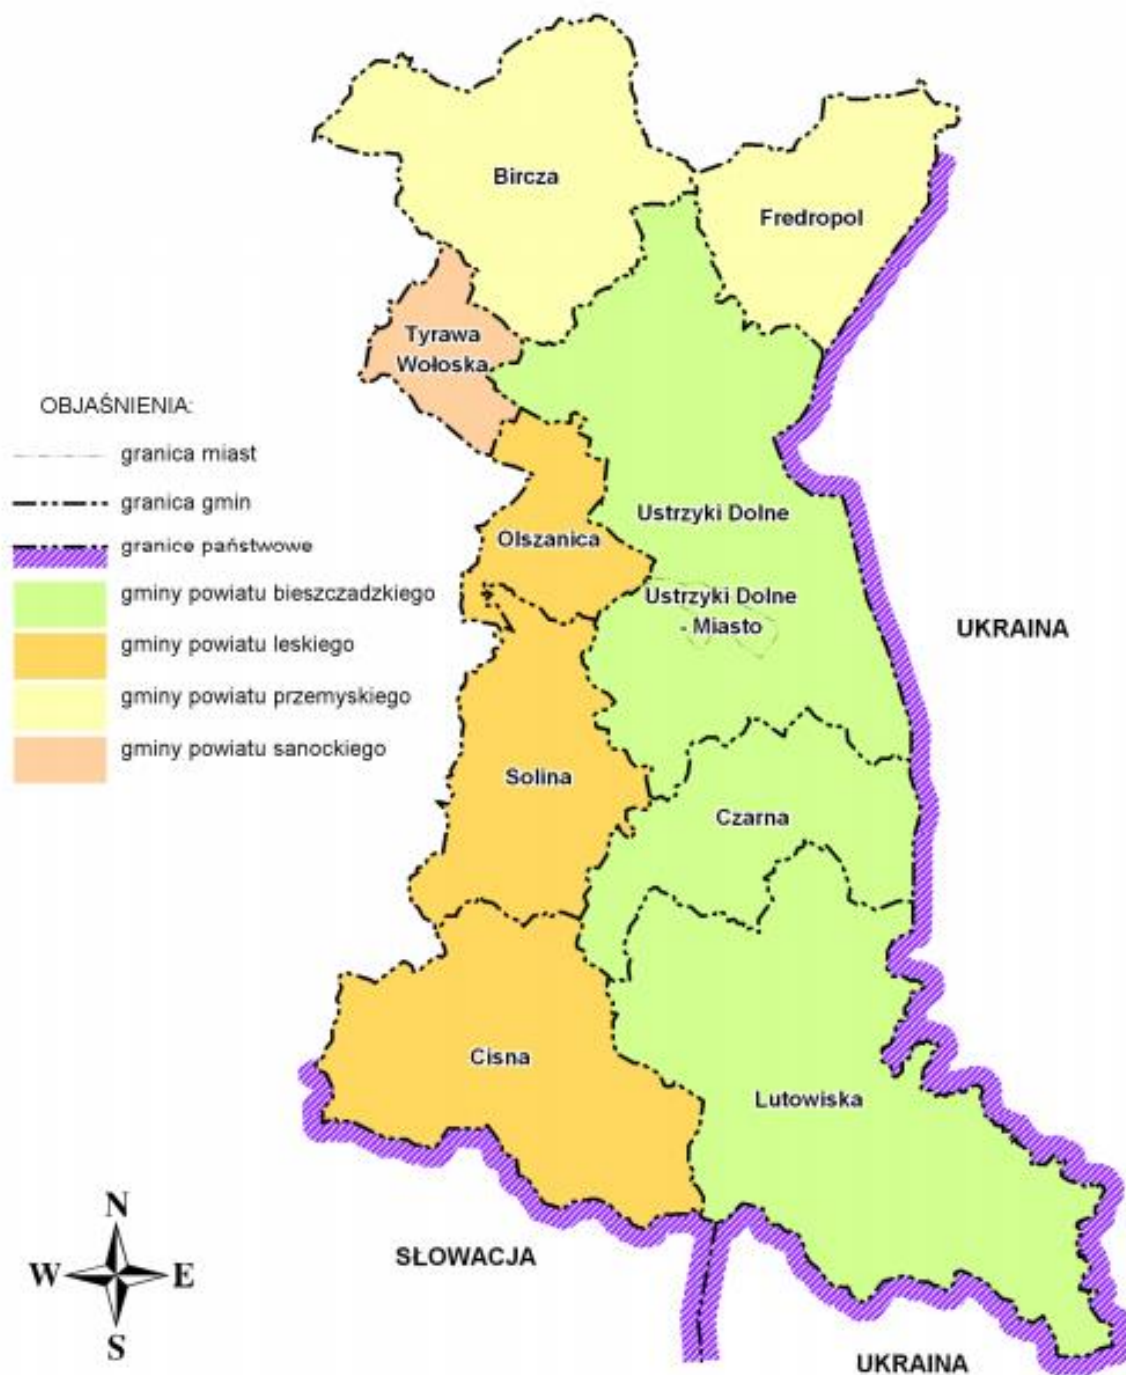 Bircza
Fredropol
Tyrawa
Wołoska
OBJAŚNIENIA:
granica miast
granica gmin
granice państwowe
gminy powiatu bieszczadzkiego
gminy powiatu leskiego
gminy powiatu przemyskiego
gminy powiatu sanockiego
Olszanica
Ustrzyki Dolne
Ustrzyki Dolne
- Miasto
UKRAINA
Solina
Czarna
Cisna
Lutowiska
N
W E
S
SŁOWACJA
UKRAINA